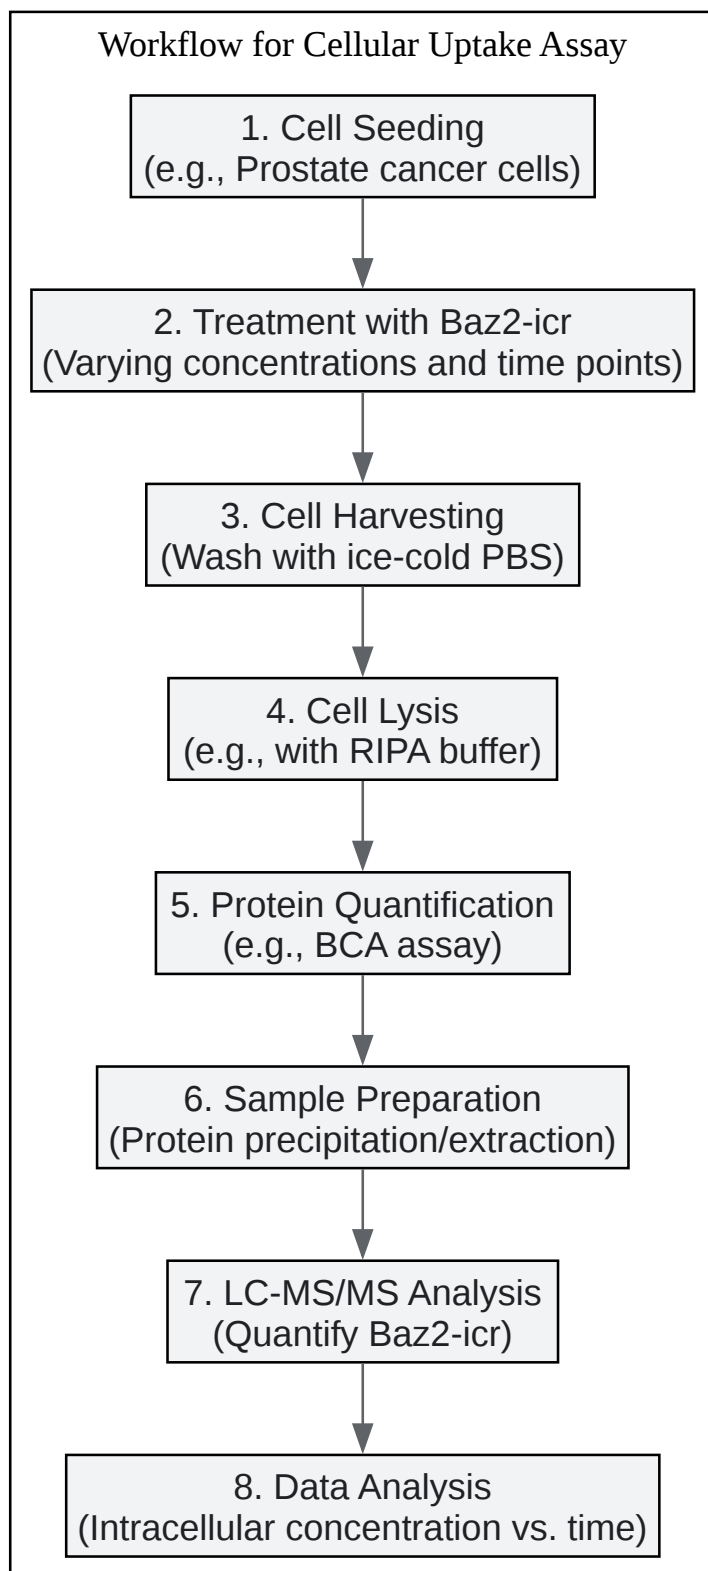 Workflow for Cellular Uptake Assay
1. Cell Seeding
(e.g., Prostate cancer cells)
2. Treatment with Baz2-icr
(Varying concentrations and time points)
3. Cell Harvesting
(Wash with ice-cold PBS)
4. Cell Lysis
(e.g., with RIPA buffer)
5. Protein Quantification
(e.g., BCA assay)
6. Sample Preparation
(Protein precipitation/extraction)
7. LC-MS/MS Analysis
(Quantify Baz2-icr)
8. Data Analysis
(Intracellular concentration vs. time)